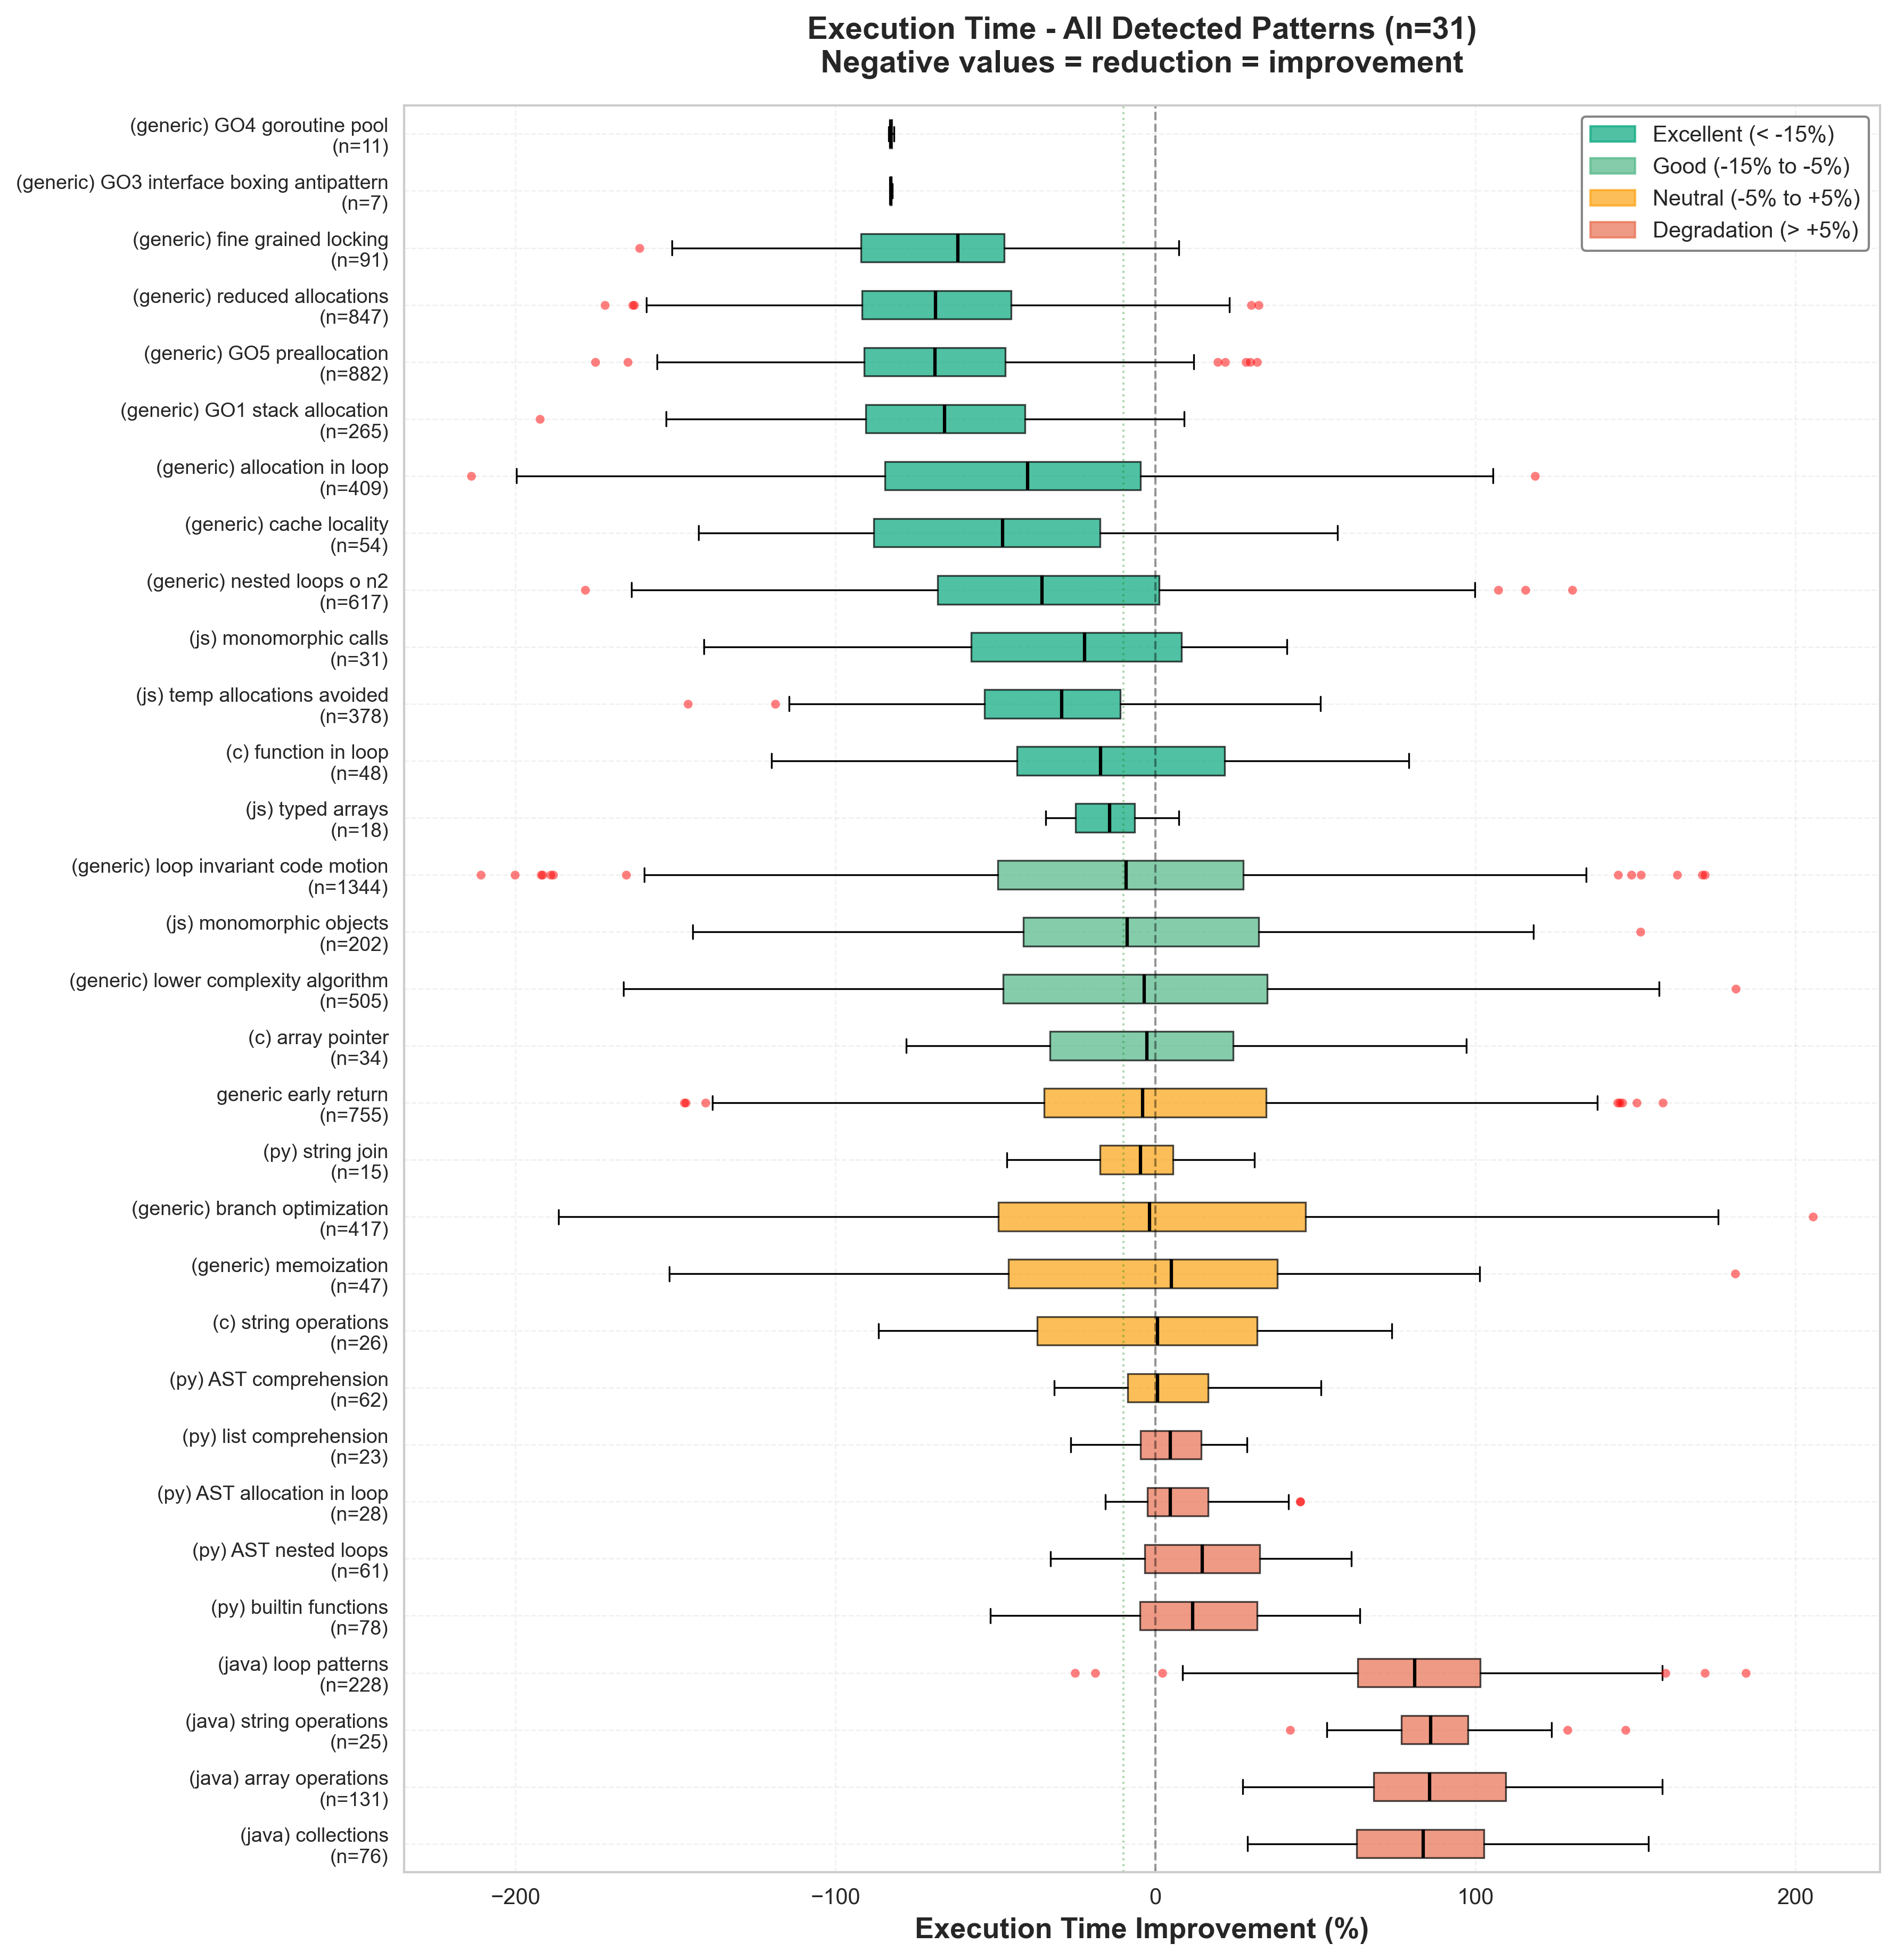 Execution Time - All Detected Patterns (n=31)
Negative values = reduction = improvement
(generic) GO4 goroutine pool
(n=11)
(generic) GO3 interface boxing antipattern
(n=7)
(generic) fine grained locking
(n=91)
(generic) reduced allocations
(n=847)
(generic) GO5 preallocation
(n=882)
(generic) GO1 stack allocation
(n=265)
(generic) allocation in loop
(n=409)
(generic) cache locality
(n=54)
(generic) nested loops o n2
(n=617)
(js) monomorphic calls
(n=31)
(js) temp allocations avoided
(n=378)
(c) function in loop
(n=48)
(js) typed arrays
(n=18)
(generic) loop invariant code motion
(n=1344)
(js) monomorphic objects
(n=202)
(generic) lower complexity algorithm
(n=505)
(c) array pointer
(n=34)
generic early return
(n=755)
(py) string join
(n=15)
(generic) branch optimization
(n=417)
(generic) memoization
(n=47)
(c) string operations
(n=26)
(py) AST comprehension
(n=62)
(py) list comprehension
(n=23)
(py) AST allocation in loop
(n=28)
(py) AST nested loops
(n=61)
(py) builtin functions
(n=78)
(java) loop patterns
(n=228)
(java) string operations
(n=25)
(java) array operations
(n=131)
(java) collections
(n=76)
Excellent (< -15%)
Good (-15% to -5%)
Neutral (-5% to +5%)
Degradation (> +5%)
−200 −100 0 100 200
Execution Time Improvement (%)